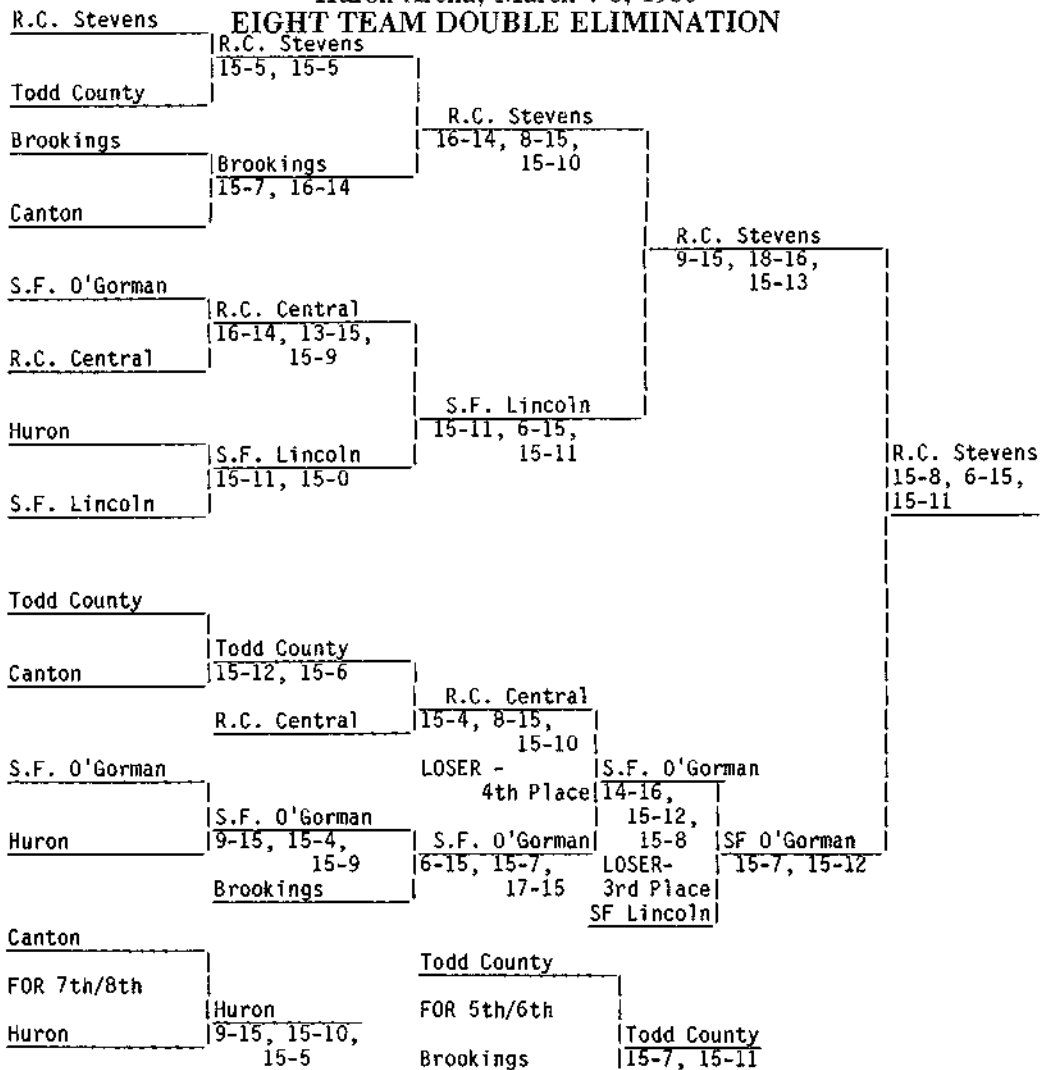 EIGHT TEAM DOUBLE ELIMINATION
R.C. Stevens
R.C. Stevens
15-5, 15-5
Todd County
R.C. Stevens
16-14, 8-15,
15-10
Brookings
Brookings
15-7, 16-14
Canton
R.C. Stevens
9-15, 18-16,
15-13
S.F. O'Gorman
R.C. Central
16-14, 13-15,
15-9
R.C. Central
S.F. Lincoln
15-11, 6-15,
15-11
Huron
S.F. Lincoln
15-11, 15-0
S.F. Lincoln
R.C. Stevens
15-8, 6-15,
15-11
Todd County
Todd County
15-12, 15-6
Canton
R.C. Central
15-4, 8-15,
15-10
R.C. Central
LOSER -
4th Place
S.F. O'Gorman
14-16,
15-12,
15-8
S.F. O'Gorman
S.F. O'Gorman
9-15, 15-4,
15-9
Huron
S.F. O'Gorman
6-15, 15-7,
17-15
Brookings
LOSER-
3rd Place
SF Lincoln
SF O'Gorman
15-7, 15-12
Canton
FOR 7th/8th
Huron
Huron
9-15, 15-10,
15-5
Todd County
FOR 5th/6th
Brookings
Todd County
15-7, 15-11